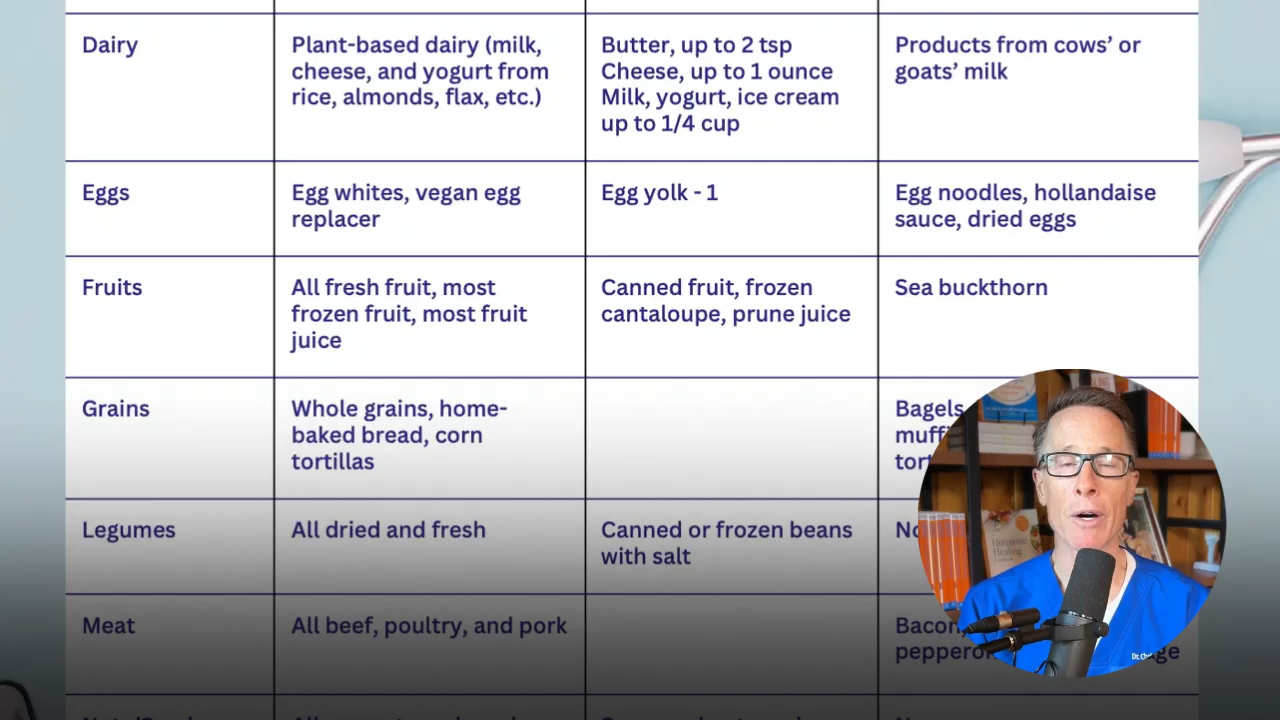 Dairy
Plant-based dairy (milk,
cheese, and yogurt from
rice, almonds, flax, etc.)
Butter, up to 2 tsp
Cheese, up to 1 ounce
Milk, yogurt, ice cream
up to 1/4 cup
Products from cows’ or
goats’ milk
Eggs
Egg whites, vegan egg
replacer
Egg yolk - 1
Egg noodles, hollandaise
sauce, dried eggs
Fruits
All fresh fruit, most
frozen fruit, most fruit
juice
Canned fruit, frozen
cantaloupe, prune juice
Sea buckthorn
Grains
Whole grains, home-
baked bread, corn
tortillas
Bagels
Legumes
All dried and fresh
Canned or frozen beans
with salt
Meat
All beef, poultry, and pork
Bacon,
Hormone
Healing